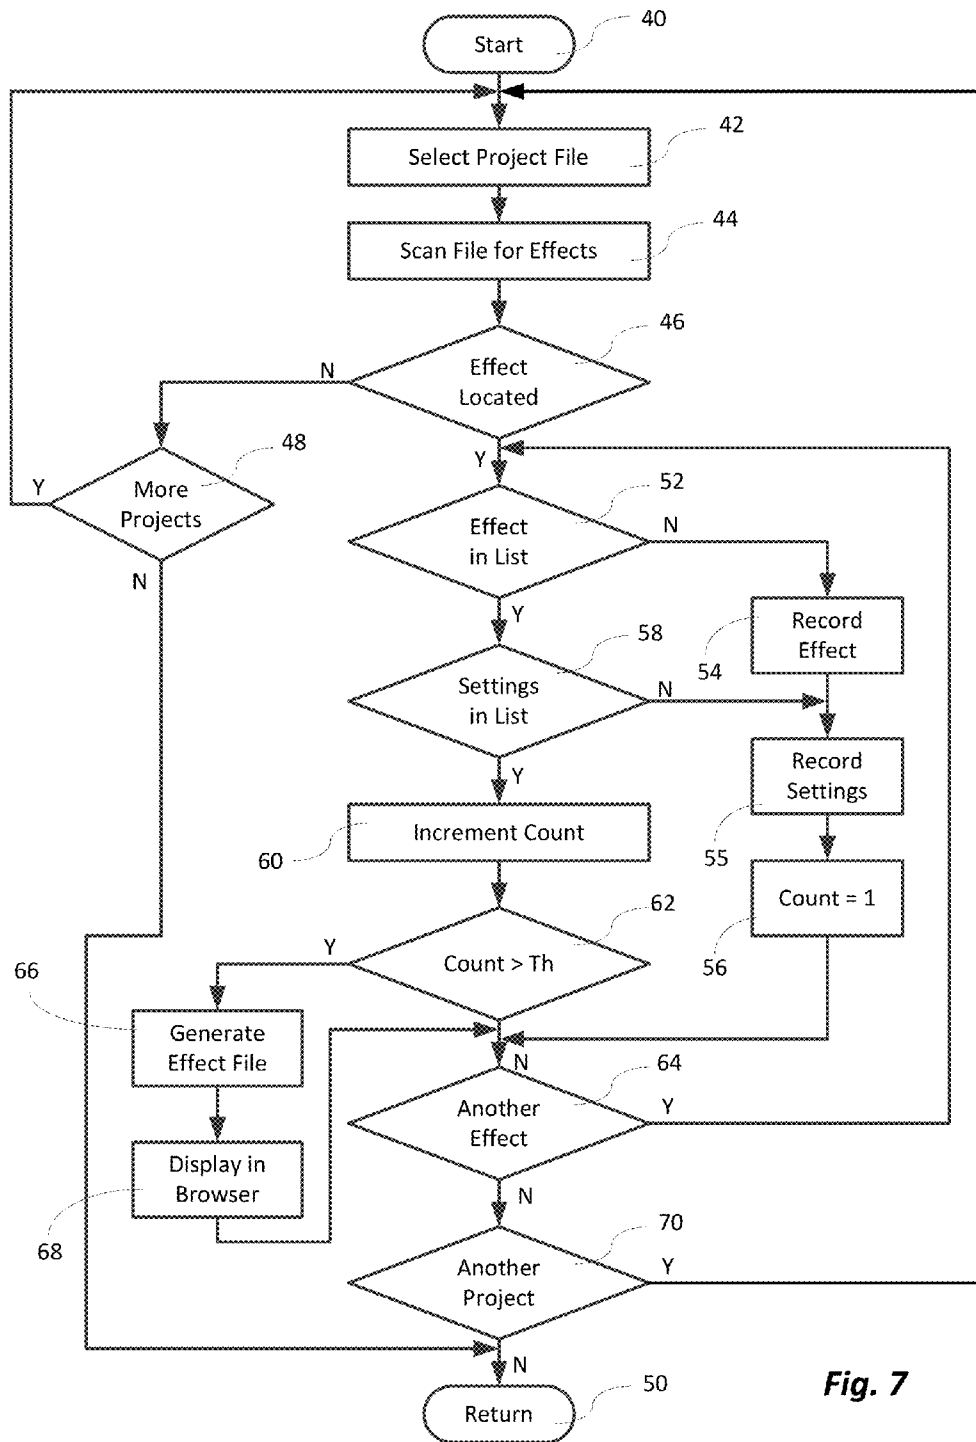 40
Start
42
Select Project File
44
Scan File for Effects
46
Effect
Located
N
Y
48
More
Projects
Y
N
52
Effect
in List
N
Y
Record
Effect
54
58
Settings
in List
N
Y
Record
Settings
55
Increment Count
60
Count = 1
56
62
Count > Th
Y
N
66
Generate
Effect File
64
Another
Effect
Y
N
Display in
Browser
68
70
Another
Project
Y
N
50
Return
Fig. 7